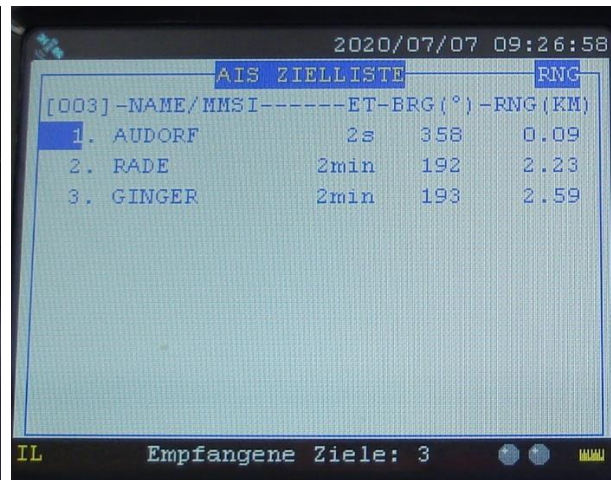 2020/07/07 09:26:58
AIS ZIELLISTE RNG
[003]-NAME/MMSI------ET-BRG(°)-RNG(KM)
1. AUDORF 2s 358 0.09
2. RADE 2min 192 2.23
3. GINGER 2min 193 2.59
IL Empfangene Ziele: 3